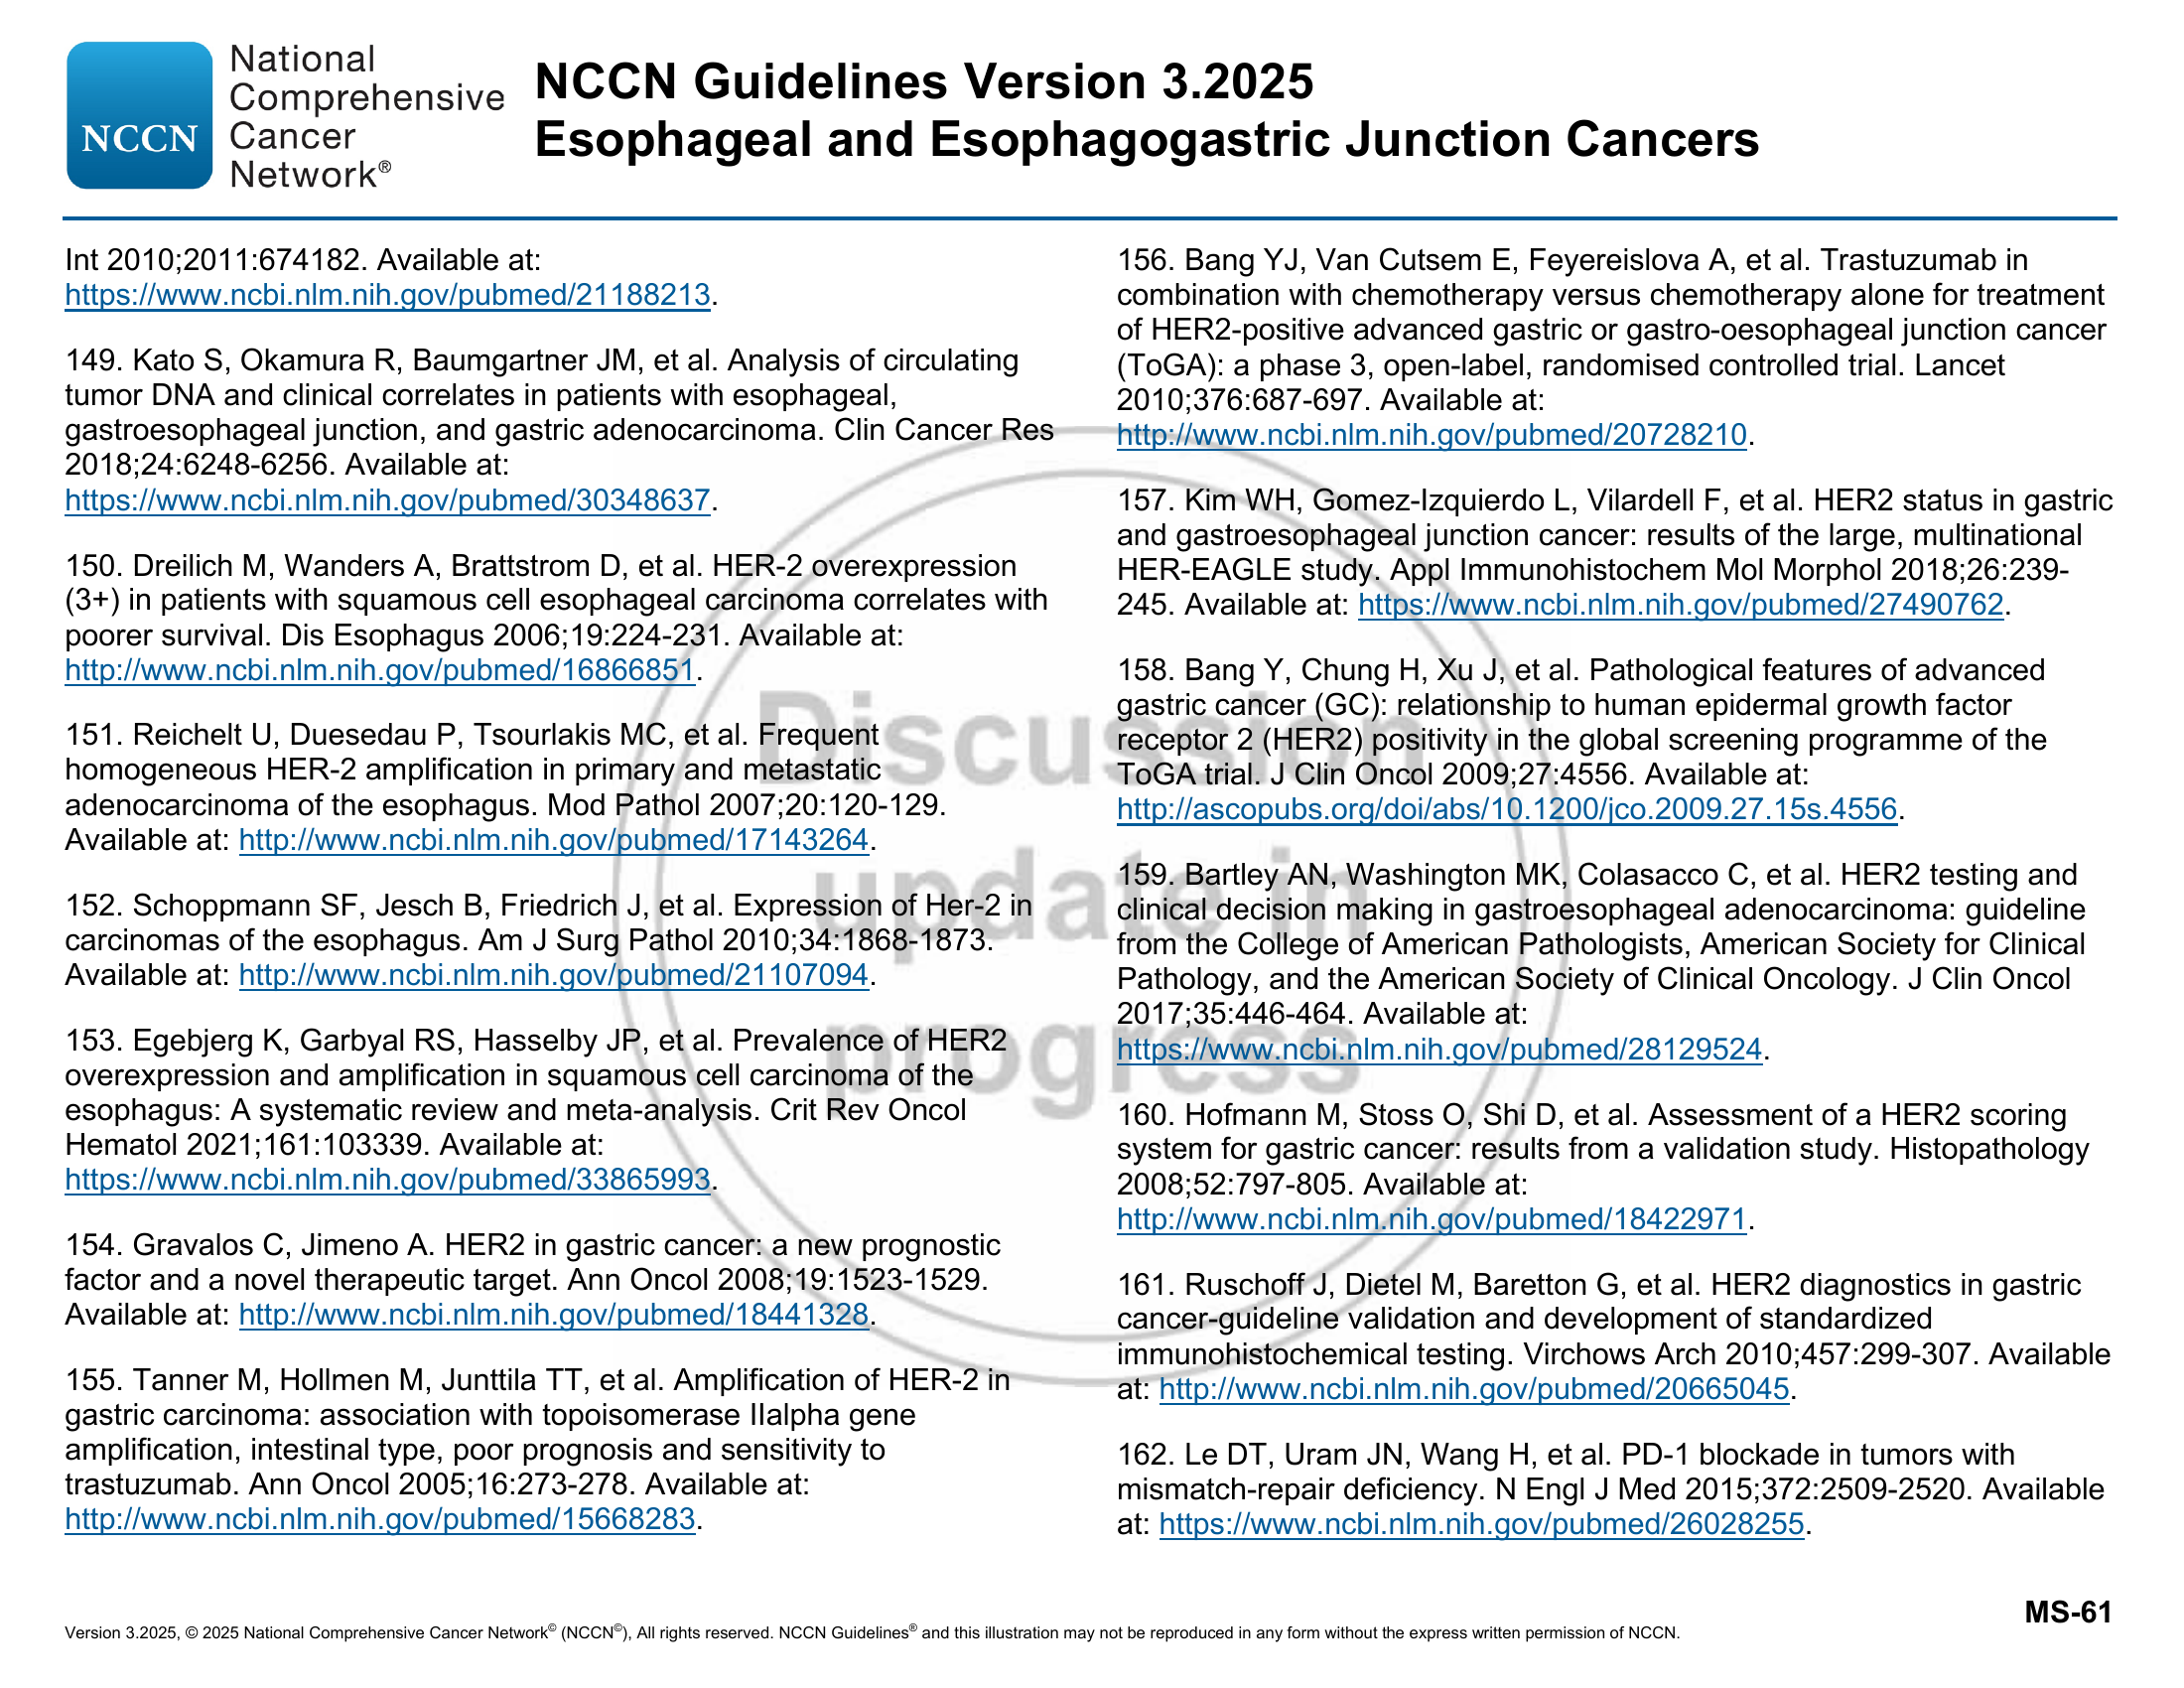 National
Comprehensive
NCCN Cancer
Network®
NCCN Guidelines Version 3.2025
Esophageal and Esophagogastric Junction Cancers
Int 2010;2011:674182. Available at:
https://www.ncbi.nlm.nih.gov/pubmed/21188213.
149. Kato S, Okamura R, Baumgartner JM, et al. Analysis of circulating
tumor DNA and clinical correlates in patients with esophageal,
gastroesophageal junction, and gastric adenocarcinoma. Clin Cancer Res
2018;24:6248-6256. Available at:
https://www.ncbi.nlm.nih.gov/pubmed/30348637.
150. Dreilich M, Wanders A, Brattstrom D, et al. HER-2 overexpression
(3+) in patients with squamous cell esophageal carcinoma correlates with
poorer survival. Dis Esophagus 2006;19:224-231. Available at:
http://www.ncbi.nlm.nih.gov/pubmed/16866851.
151. Reichelt U, Duesedau P, Tsourlakis MC, et al. Frequent
homogeneous HER-2 amplification in primary and metastatic
adenocarcinoma of the esophagus. Mod Pathol 2007;20:120-129.
Available at: http://www.ncbi.nlm.nih.gov/pubmed/17143264.
152. Schoppmann SF, Jesch B, Friedrich J, et al. Expression of Her-2 in
carcinomas of the esophagus. Am J Surg Pathol 2010;34:1868-1873.
Available at: http://www.ncbi.nlm.nih.gov/pubmed/21107094.
153. Egebjerg K, Garbyal RS, Hasselby JP, et al. Prevalence of HER2
overexpression and amplification in squamous cell carcinoma of the
esophagus: A systematic review and meta-analysis. Crit Rev Oncol
Hematol 2021;161:103339. Available at:
https://www.ncbi.nlm.nih.gov/pubmed/33865993.
154. Gravalos C, Jimeno A. HER2 in gastric cancer: a new prognostic
factor and a novel therapeutic target. Ann Oncol 2008;19:1523-1529.
Available at: http://www.ncbi.nlm.nih.gov/pubmed/18441328.
155. Tanner M, Hollmen M, Junttila TT, et al. Amplification of HER-2 in
gastric carcinoma: association with topoisomerase IIalpha gene
amplification, intestinal type, poor prognosis and sensitivity to
trastuzumab. Ann Oncol 2005;16:273-278. Available at:
http://www.ncbi.nlm.nih.gov/pubmed/15668283.
156. Bang YJ, Van Cutsem E, Feyereislova A, et al. Trastuzumab in
combination with chemotherapy versus chemotherapy alone for treatment
of HER2-positive advanced gastric or gastro-oesophageal junction cancer
(ToGA): a phase 3, open-label, randomised controlled trial. Lancet
2010;376:687-697. Available at:
http://www.ncbi.nlm.nih.gov/pubmed/20728210.
157. Kim WH, Gomez-Izquierdo L, Vilardell F, et al. HER2 status in gastric
and gastroesophageal junction cancer: results of the large, multinational
HER-EAGLE study. Appl Immunohistochem Mol Morphol 2018;26:239-
245. Available at: https://www.ncbi.nlm.nih.gov/pubmed/27490762.
158. Bang Y, Chung H, Xu J, et al. Pathological features of advanced
gastric cancer (GC): relationship to human epidermal growth factor
receptor 2 (HER2) positivity in the global screening programme of the
ToGA trial. J Clin Oncol 2009;27:4556. Available at:
http://ascopubs.org/doi/abs/10.1200/jco.2009.27.15s.4556.
159. Bartley AN, Washington MK, Colasacco C, et al. HER2 testing and
clinical decision making in gastroesophageal adenocarcinoma: guideline
from the College of American Pathologists, American Society for Clinical
Pathology, and the American Society of Clinical Oncology. J Clin Oncol
2017;35:446-464. Available at:
https://www.ncbi.nlm.nih.gov/pubmed/28129524.
160. Hofmann M, Stoss O, Shi D, et al. Assessment of a HER2 scoring
system for gastric cancer: results from a validation study. Histopathology
2008;52:797-805. Available at:
http://www.ncbi.nlm.nih.gov/pubmed/18422971.
161. Ruschoff J, Dietel M, Baretton G, et al. HER2 diagnostics in gastric
cancer-guideline validation and development of standardized
immunohistochemical testing. Virchows Arch 2010;457:299-307. Available
at: http://www.ncbi.nlm.nih.gov/pubmed/20665045.
162. Le DT, Uram JN, Wang H, et al. PD-1 blockade in tumors with
mismatch-repair deficiency. N Engl J Med 2015;372:2509-2520. Available
at: https://www.ncbi.nlm.nih.gov/pubmed/26028255.
Discussion
update in
progress
MS-61
Version 3.2025, © 2025 National Comprehensive Cancer Network© (NCCN©), All rights reserved. NCCN Guidelines® and this illustration may not be reproduced in any form without the express written permission of NCCN.